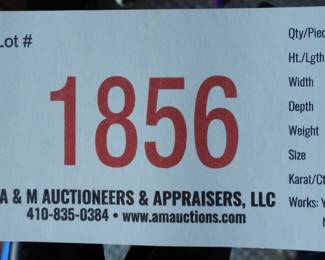 Lot #
1856
A & M AUCTIONEERS & APPRAISERS, LLC
410-835-0384 • www.amauctions.com
Qty/Piec
Ht./Lgth
Width
Depth
Weight
Size
Karat/Ct
Works: Y